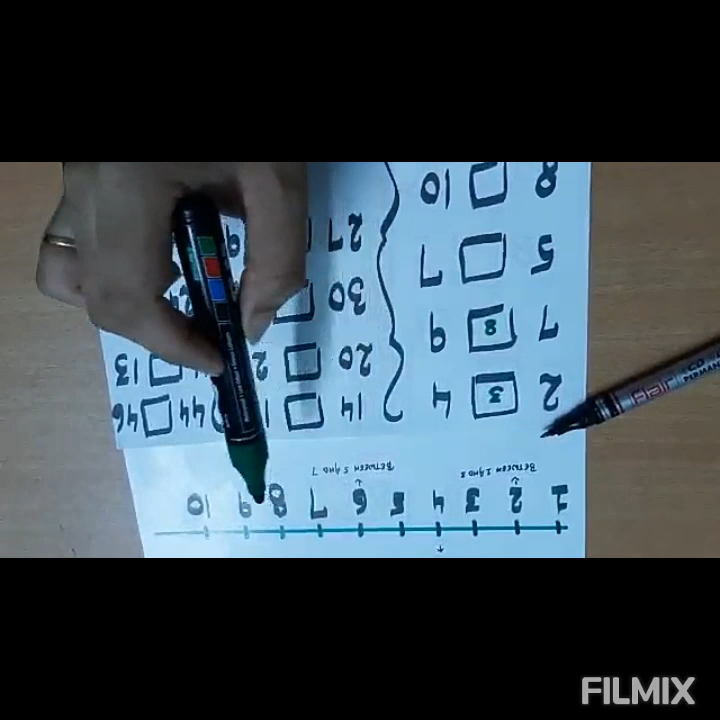 1 2 3 4 5 6 7 8 9 10
BETWEEN 1 AND 3
BETWEEN 5 AND 7
2 3 4 14 44 46
7 8 9 20 13
5 7 30
8 10 27
FILMIX